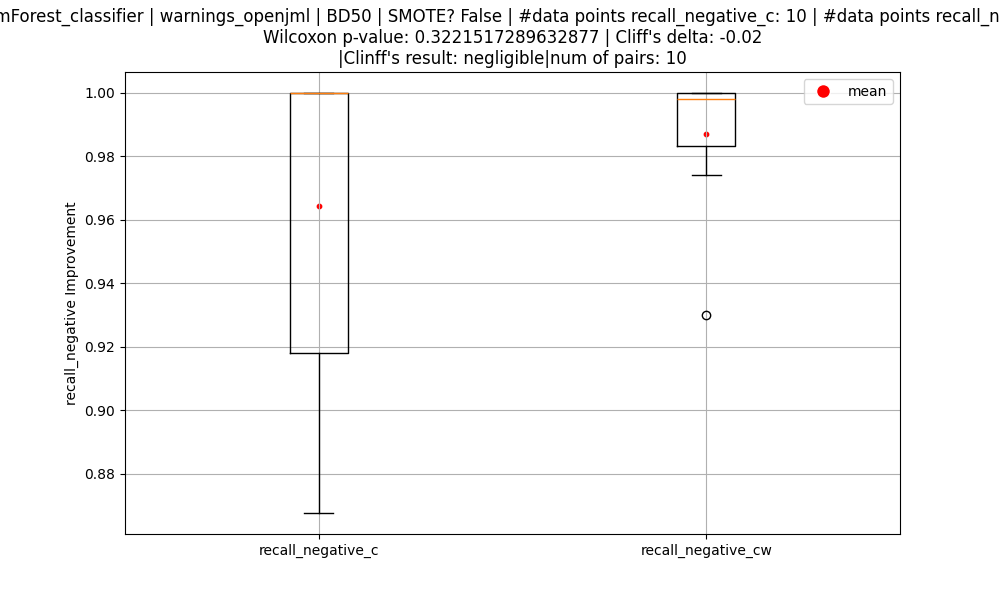 mForest_classifier | warnings_openjml | BD50 | SMOTE? False | #data points recall_negative_c: 10 | #data points recall_n
Wilcoxon p-value: 0.3221517289632877 | Cliff's delta: -0.02
|Clinff's result: negligible|num of pairs: 10
mean
1.00
0.98
0.96
0.94
0.92
0.90
0.88
recall_negative Improvement
recall_negative_c
recall_negative_cw